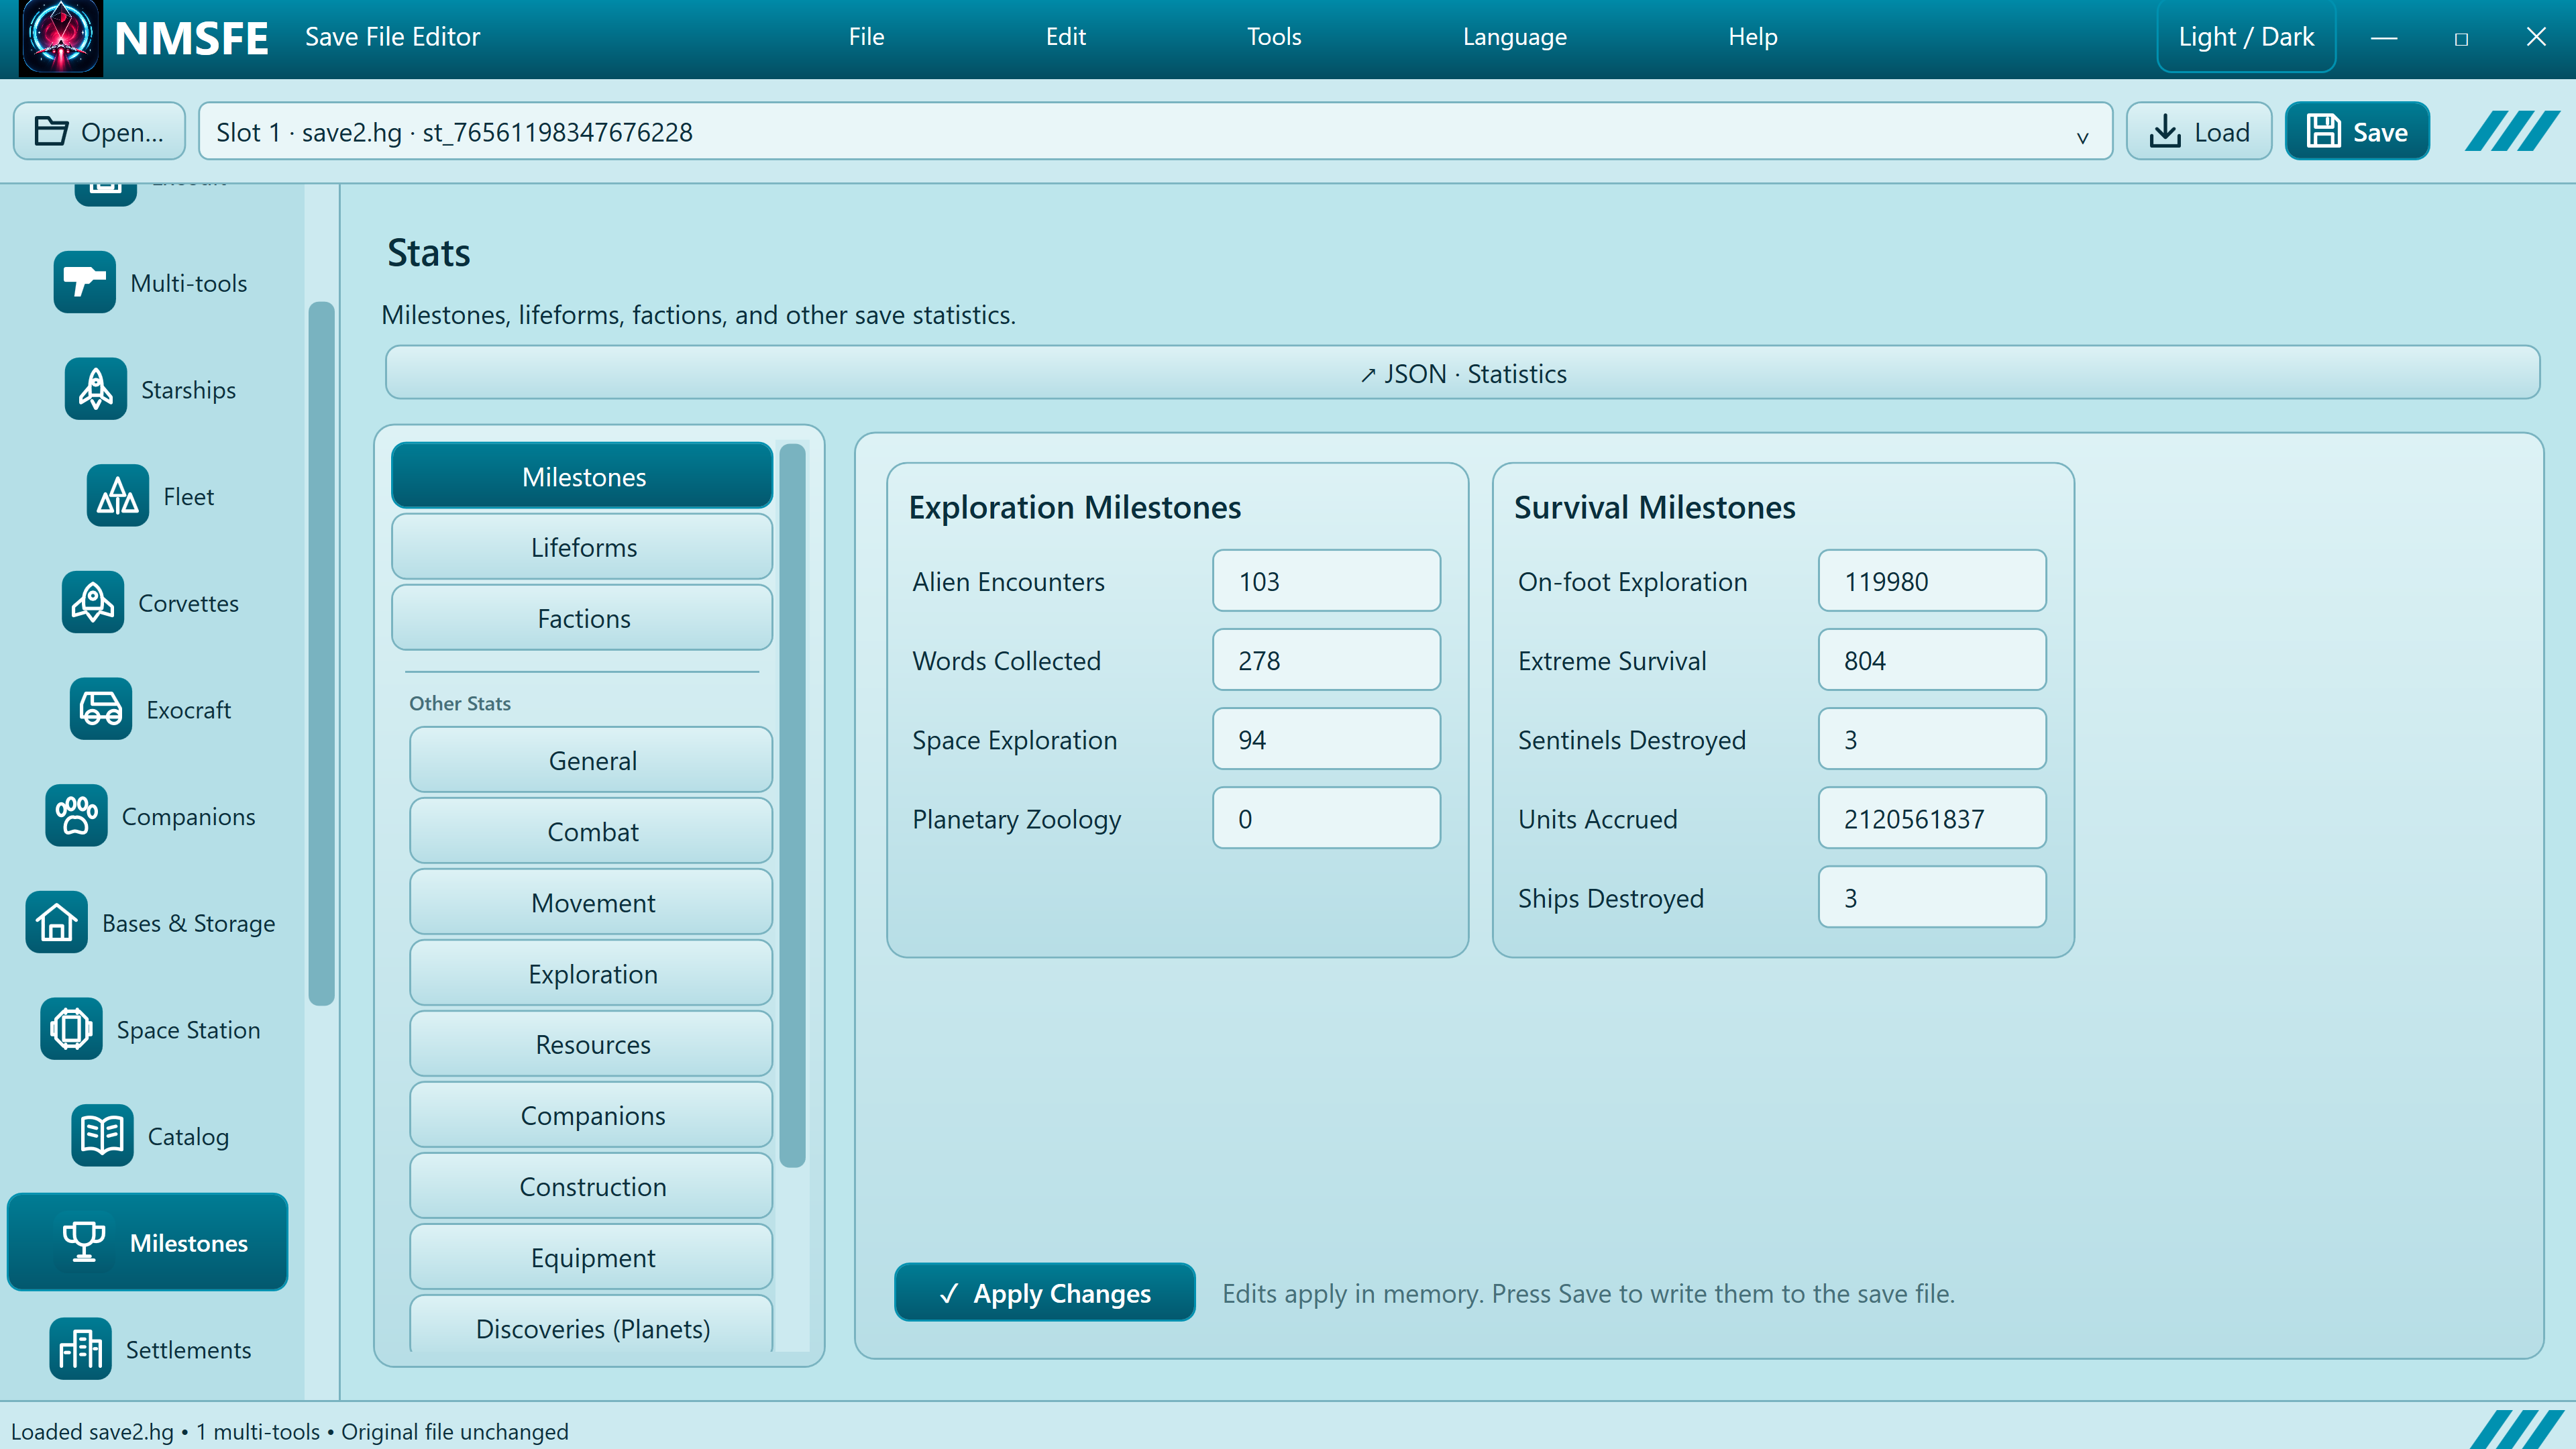 NMSFE
Save File Editor
File
Edit
Tools
Language
Help
Light / Dark
Open...
Slot 1 · save2.hg · st_76561198347676228
Load
Save
Multi-tools
Starships
Fleet
Corvettes
Exocraft
Companions
Bases & Storage
Space Station
Catalog
Milestones
Settlements
Stats
Milestones, lifeforms, factions, and other save statistics.
↗ JSON · Statistics
Milestones
Lifeforms
Factions
Other Stats
General
Combat
Movement
Exploration
Resources
Companions
Construction
Equipment
Discoveries (Planets)
Exploration Milestones
Alien Encounters 103
Words Collected 278
Space Exploration 94
Planetary Zoology 0
Survival Milestones
On-foot Exploration 119980
Extreme Survival 804
Sentinels Destroyed 3
Units Accrued 2120561837
Ships Destroyed 3
✓ Apply Changes
Edits apply in memory. Press Save to write them to the save file.
Loaded save2.hg • 1 multi-tools • Original file unchanged